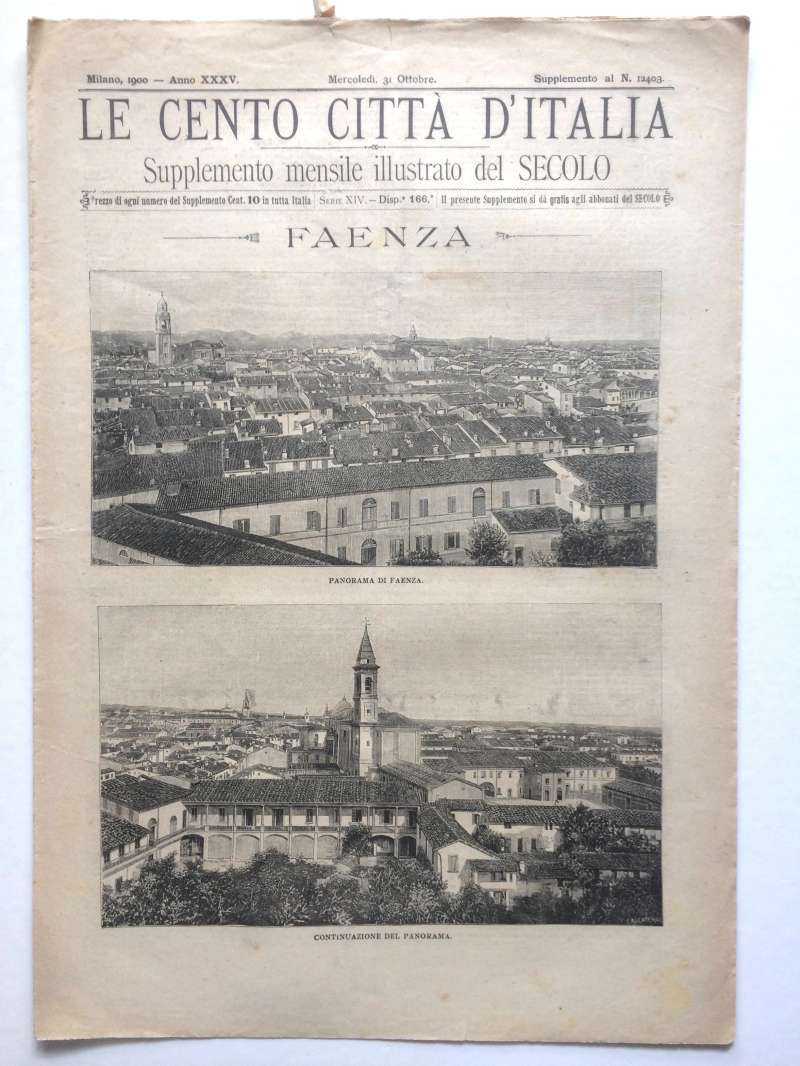 Milano, 1900 — Anno XXXV. Mercoledì, 31 Ottobre. Supplemento al N. 12403.
LE CENTO CITTÀ D'ITALIA
Supplemento mensile illustrato del SECOLO
Prezzo di ogni numero del Supplemento Cent. 10 in tutta Italia | SERIE XIV. — Disp.ª 166.ª | Il presente Supplemento si dà gratis agli abbonati del SECOLO
FAENZA
PANORAMA DI FAENZA.
CONTINUAZIONE DEL PANORAMA.